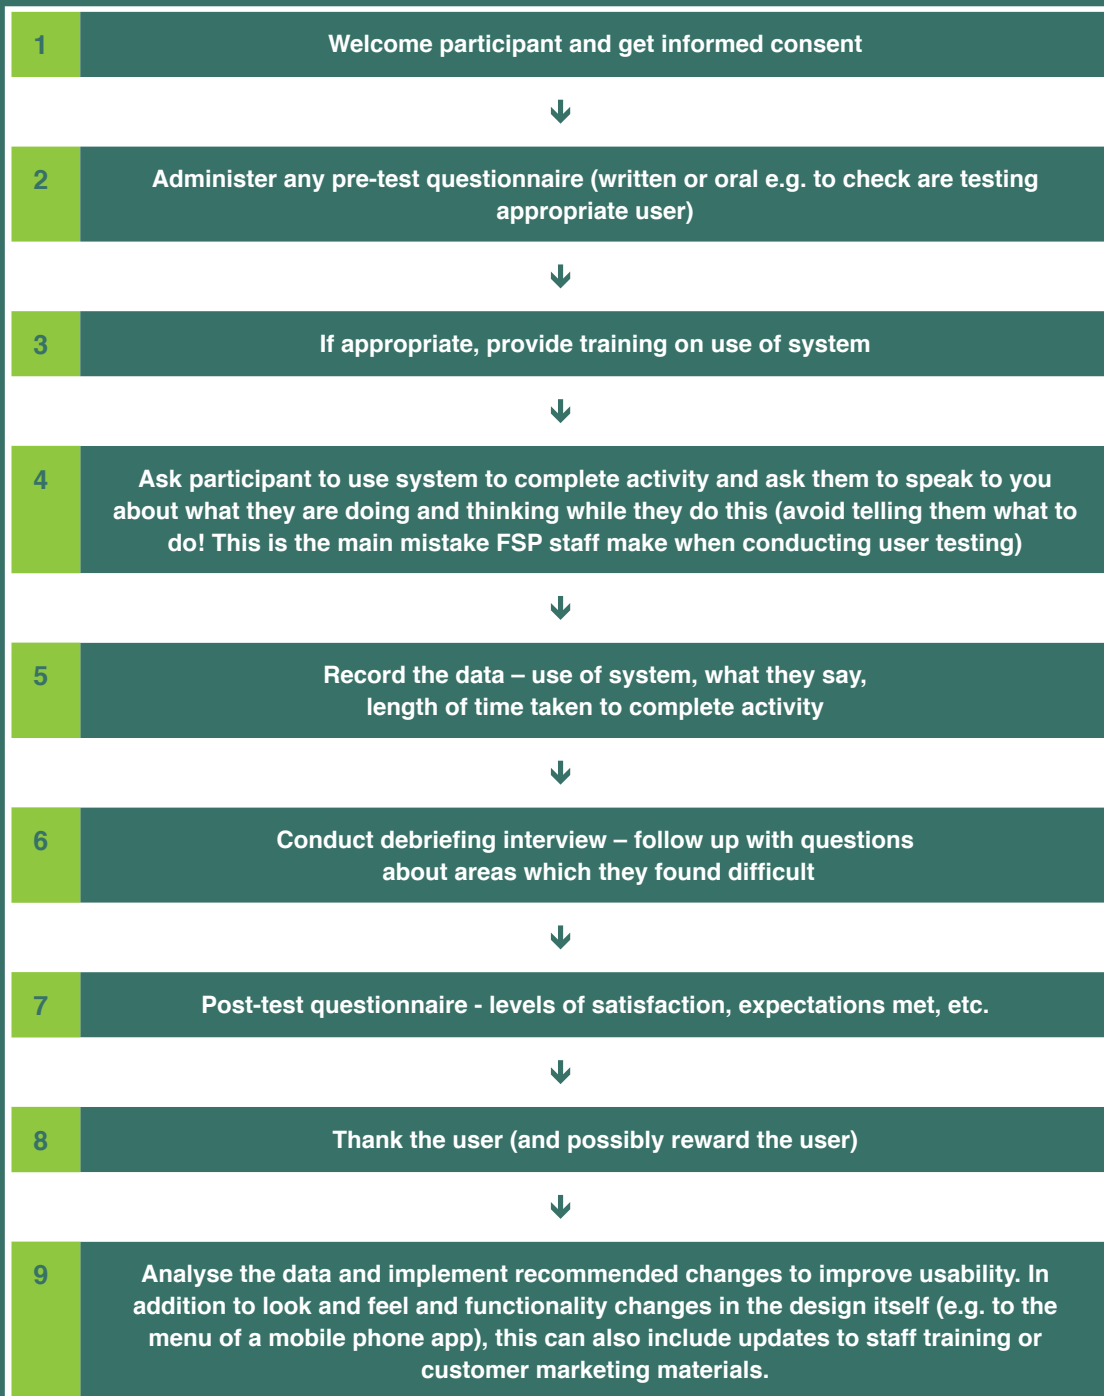 1
Welcome participant and get informed consent
2
Administer any pre-test questionnaire (written or oral e.g. to check are testing
appropriate user)
3
If appropriate, provide training on use of system
4
Ask participant to use system to complete activity and ask them to speak to you
about what they are doing and thinking while they do this (avoid telling them what to
do! This is the main mistake FSP staff make when conducting user testing)
5
Record the data – use of system, what they say,
length of time taken to complete activity
6
Conduct debriefing interview – follow up with questions
about areas which they found difficult
7
Post-test questionnaire - levels of satisfaction, expectations met, etc.
8
Thank the user (and possibly reward the user)
9
Analyse the data and implement recommended changes to improve usability. In
addition to look and feel and functionality changes in the design itself (e.g. to the
menu of a mobile phone app), this can also include updates to staff training or
customer marketing materials.